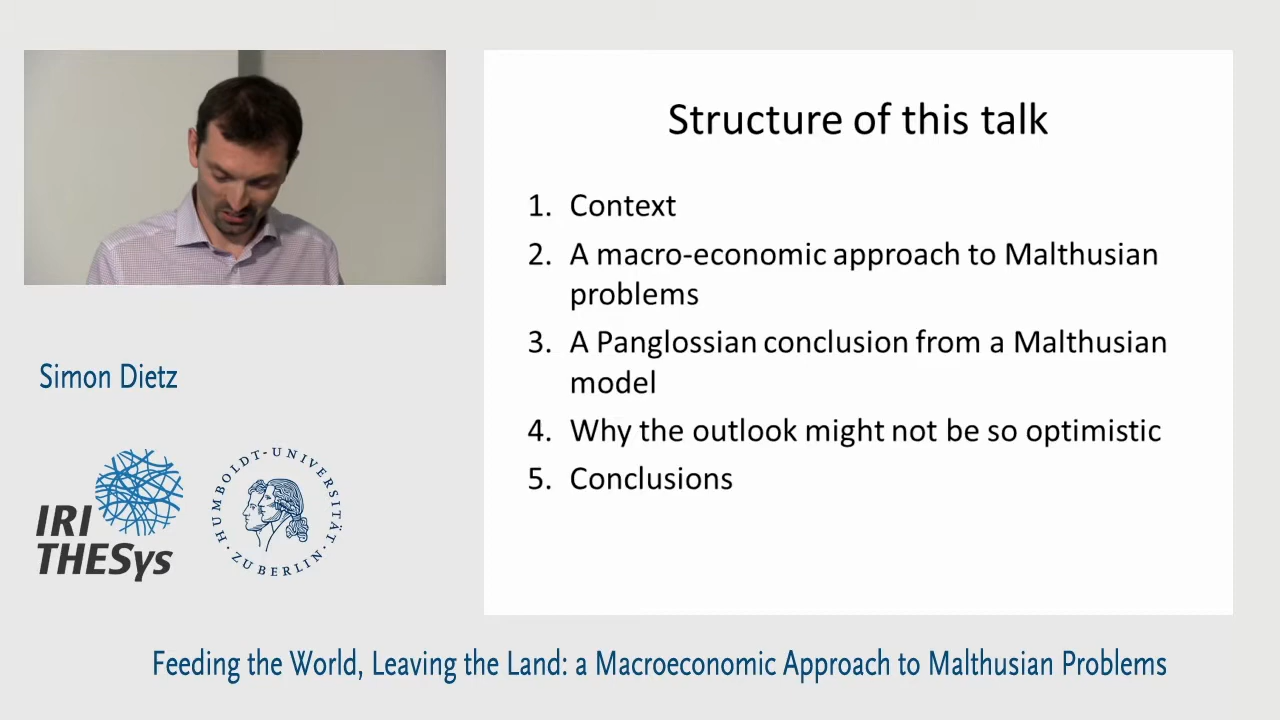 Structure of this talk
1. Context
2. A macro-economic approach to Malthusian
problems
3. A Panglossian conclusion from a Malthusian
model
4. Why the outlook might not be so optimistic
5. Conclusions
Simon Dietz
IRI
THESys
HUMBOLDT-UNIVERSITÄT
· ZU BERLIN ·
Feeding the World, Leaving the Land: a Macroeconomic Approach to Malthusian Problems